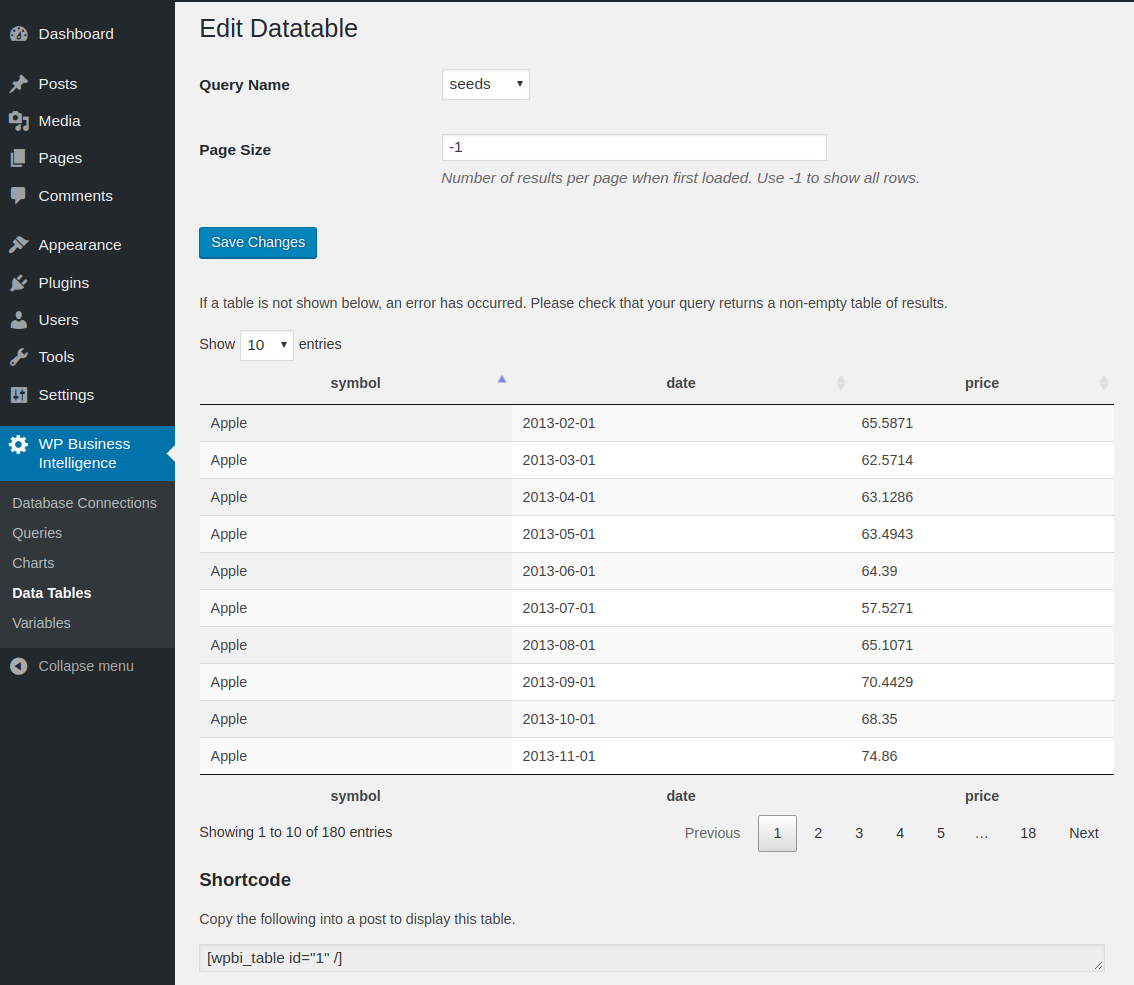 Dashboard
Posts
Media
Pages
Comments
Appearance
Plugins
Users
Tools
Settings
WP Business
Intelligence
Database Connections
Queries
Charts
Data Tables
Variables
Collapse menu
Edit Datatable
Query Name seeds
Page Size -1
Number of results per page when first loaded. Use -1 to show all rows.
Save Changes
If a table is not shown below, an error has occurred. Please check that your query returns a non-empty table of results.
Show 10 entries
symbol date price
Apple 2013-02-01 65.5871
Apple 2013-03-01 62.5714
Apple 2013-04-01 63.1286
Apple 2013-05-01 63.4943
Apple 2013-06-01 64.39
Apple 2013-07-01 57.5271
Apple 2013-08-01 65.1071
Apple 2013-09-01 70.4429
Apple 2013-10-01 68.35
Apple 2013-11-01 74.86
symbol date price
Showing 1 to 10 of 180 entries Previous 1 2 3 4 5 … 18 Next
Shortcode
Copy the following into a post to display this table.
[wpbi_table id="1" /]